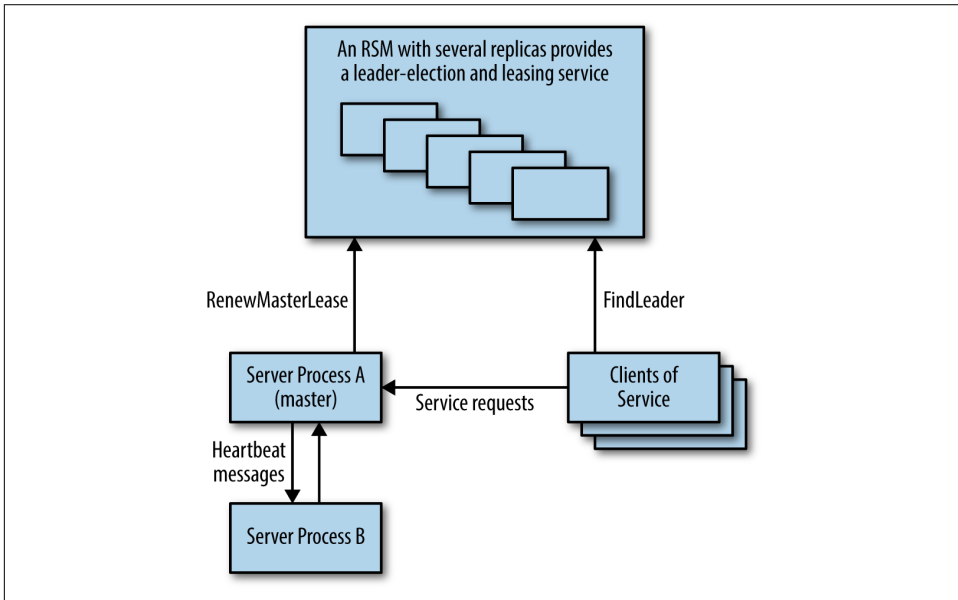 An RSM with several replicas provides
a leader-election and leasing service
RenewMasterLease
FindLeader
Server Process A
(master)
Service requests
Clients of
Service
Heartbeat
messages
Server Process B